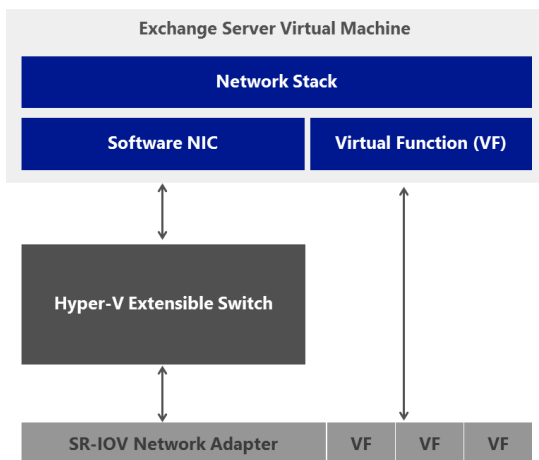 Exchange Server Virtual Machine
Network Stack
Software NIC
Virtual Function (VF)
Hyper-V Extensible Switch
SR-IOV Network Adapter
VF
VF
VF